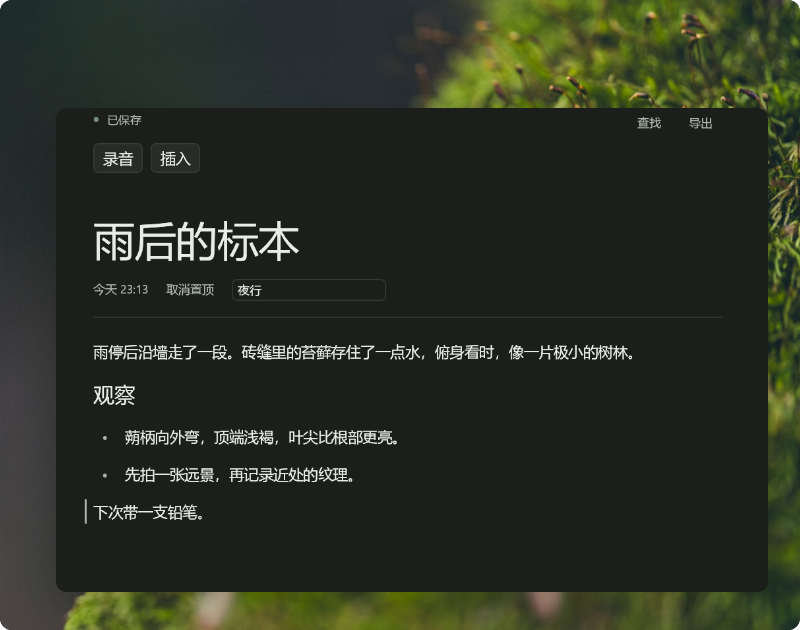 已保存
查找 导出
录音 插入
雨后的标本
今天 23:13 取消置顶 夜行
雨停后沿墙走了一段。砖缝里的苔藓存住了一点水，俯身看时，像一片极小的树林。
观察
• 蒴柄向外弯，顶端浅褐，叶尖比根部更亮。
• 先拍一张远景，再记录近处的纹理。
下次带一支铅笔。